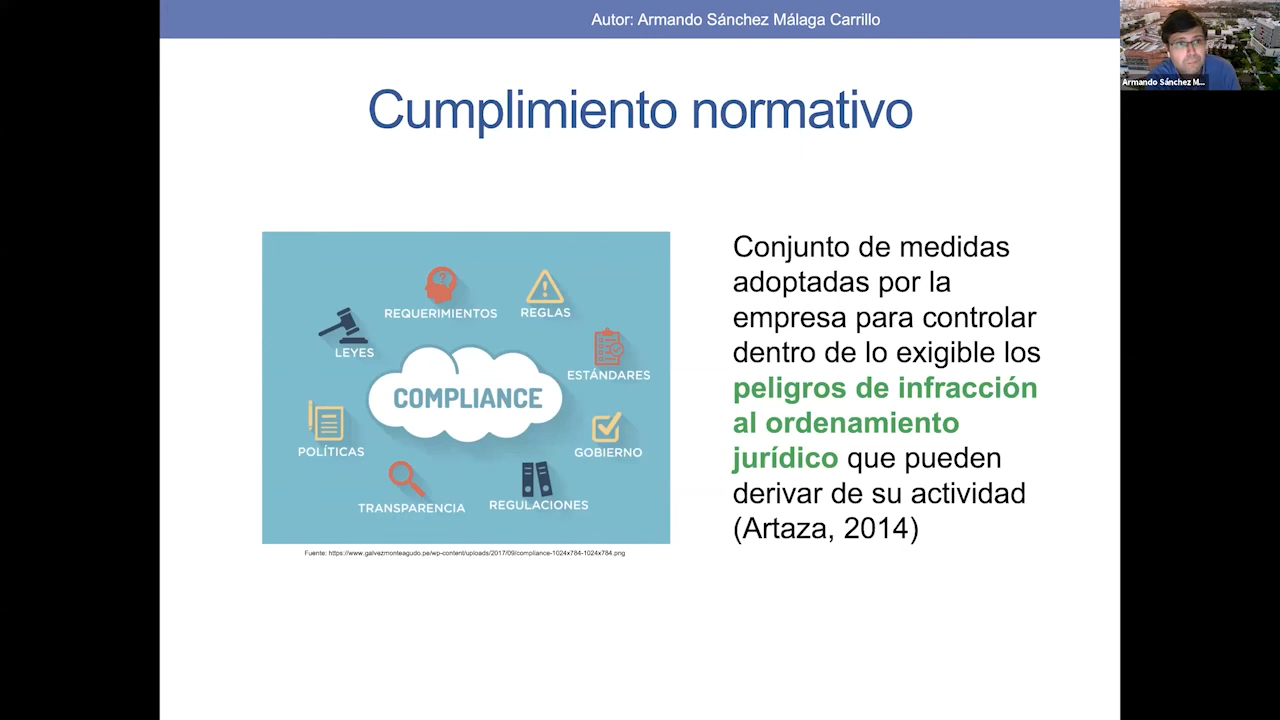 Autor: Armando Sánchez Málaga Carrillo
Armando Sánchez M...
Cumplimiento normativo
REQUERIMIENTOS
REGLAS
LEYES
ESTÁNDARES
COMPLIANCE
POLÍTICAS
GOBIERNO
TRANSPARENCIA
REGULACIONES
Fuente: https://www.galvezmonteagudo.pe/wp-content/uploads/2017/09/compliance-1024x784-1024x784.png
Conjunto de medidas
adoptadas por la
empresa para controlar
dentro de lo exigible los
peligros de infracción
al ordenamiento
jurídico que pueden
derivar de su actividad
(Artaza, 2014)